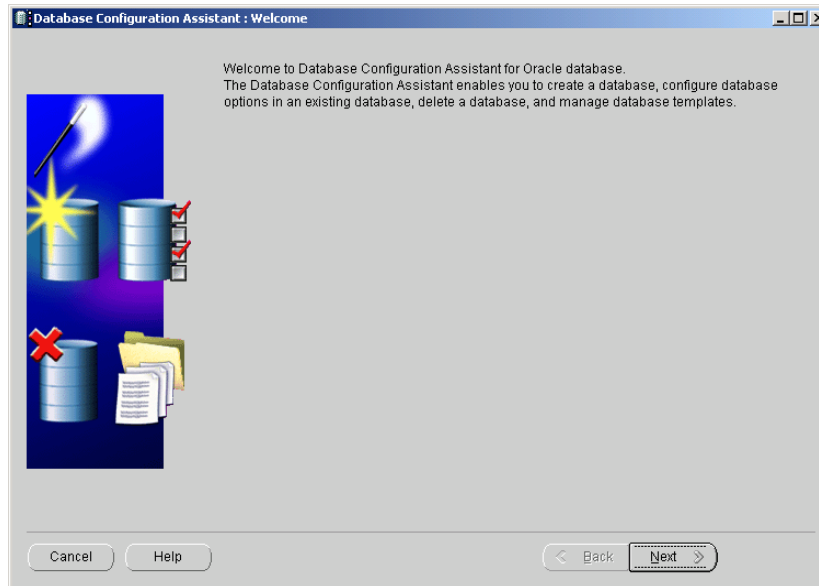 Database Configuration Assistant : Welcome
Welcome to Database Configuration Assistant for Oracle database.
The Database Configuration Assistant enables you to create a database, configure database
options in an existing database, delete a database, and manage database templates.
Cancel
Help
Back
Next